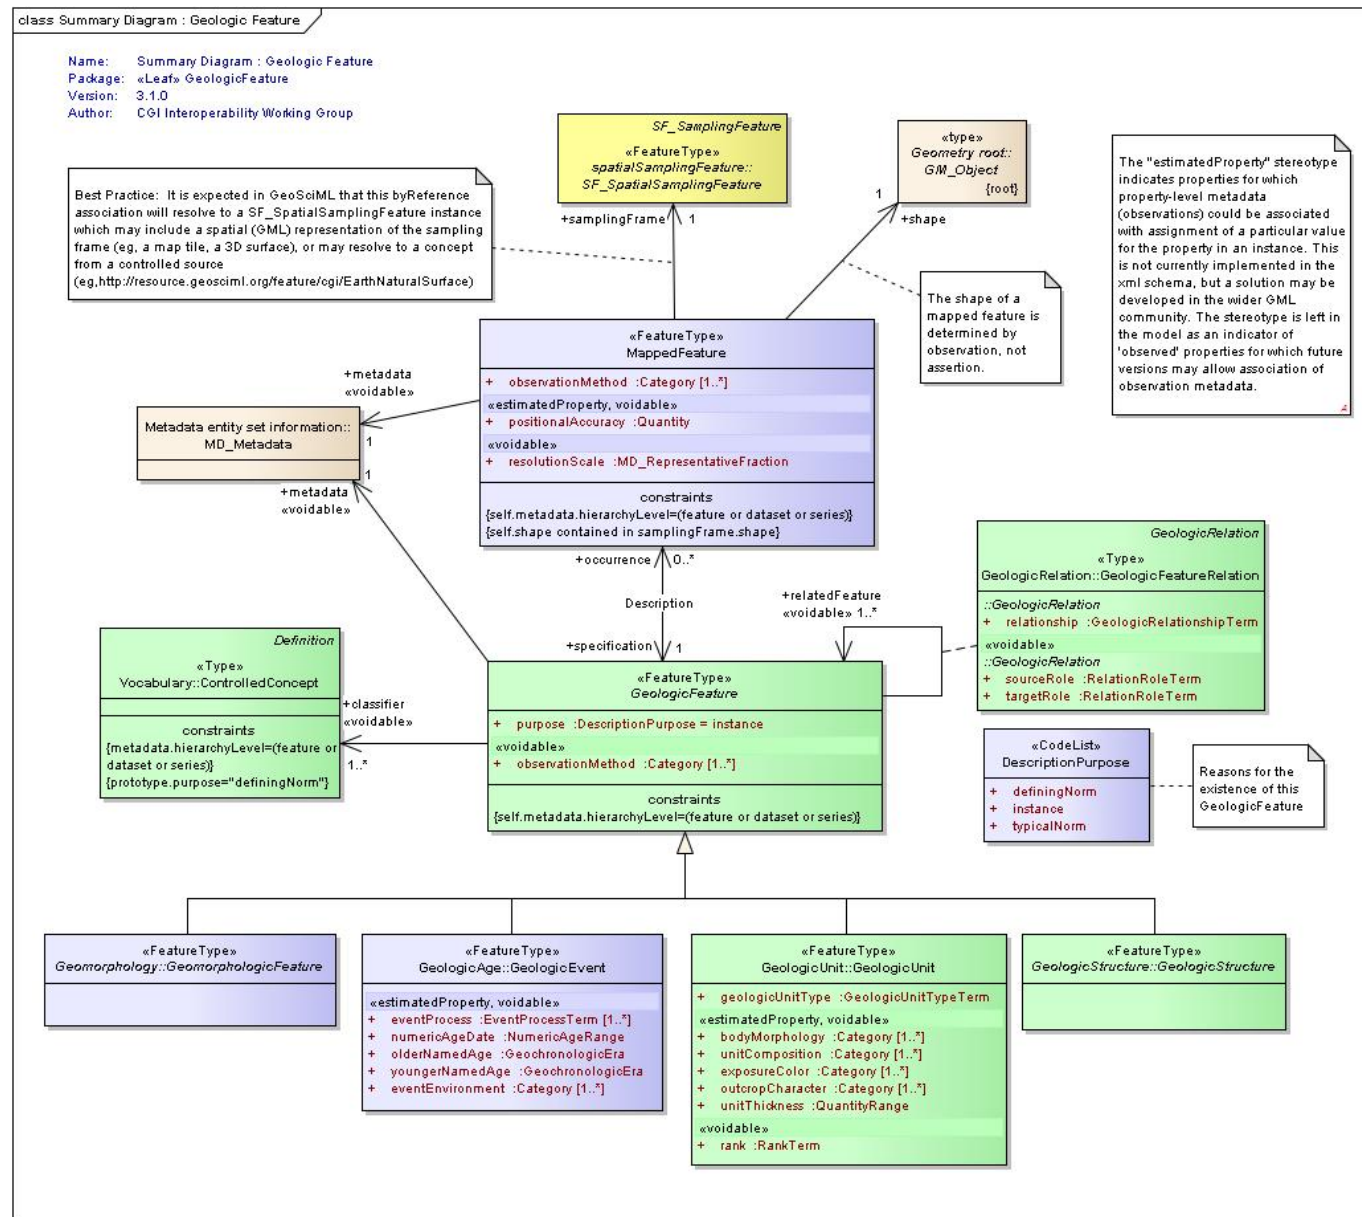 class Summary Diagram : Geologic Feature
Name: Summary Diagram : Geologic Feature
Package: «Leaf» GeologicFeature
Version: 3.1.0
Author: CGI Interoperability Working Group
SF_SamplingFeature
«FeatureType»
spatialSamplingFeature::
SF_SpatialSamplingFeature
«type»
Geometry root::
GM_Object
{root}
The "estimatedProperty" stereotype
indicates properties for which
property-level metadata
(observations) could be associated
with assignment of a particular value
for the property in an instance. This
is not currently implemented in the
xml schema, but a solution may be
developed in the wider GML
community. The stereotype is left in
the model as an indicator of
'observed' properties for which future
versions may allow association of
observation metadata.
Best Practice: It is expected in GeoSciML that this byReference
association will resolve to a SF_SpatialSamplingFeature instance
which may include a spatial (GML) representation of the sampling
frame (eg, a map tile, a 3D surface), or may resolve to a concept
from a controlled source
(eg,http://resource.geosciml.org/feature/cgi/EarthNaturalSurface)
+samplingFrame 1
1
+shape
The shape of a
mapped feature is
determined by
observation, not
assertion.
«FeatureType»
MappedFeature
+ observationMethod :Category [1..*]
«estimatedProperty, voidable»
+ positionalAccuracy :Quantity
«voidable»
+ resolutionScale :MD_RepresentativeFraction
constraints
{self.metadata.hierarchyLevel=(feature or dataset or series)}
{self.shape contained in samplingFrame.shape}
+metadata
«voidable»
1
Metadata entity set information::
MD_Metadata
1
+metadata
«voidable»
+occurrence 0..*
Description
+specification 1
+relatedFeature
«voidable» 1..*
GeologicRelation
«Type»
GeologicRelation::GeologicFeatureRelation
::GeologicRelation
+ relationship :GeologicRelationshipTerm
«voidable»
::GeologicRelation
+ sourceRole :RelationRoleTerm
+ targetRole :RelationRoleTerm
Definition
«Type»
Vocabulary::ControlledConcept
constraints
{metadata.hierarchyLevel=(feature or
dataset or series)}
{prototype.purpose="definingNorm"}
+classifier
«voidable»
1..*
«FeatureType»
GeologicFeature
+ purpose :DescriptionPurpose = instance
«voidable»
+ observationMethod :Category [1..*]
constraints
{self.metadata.hierarchyLevel=(feature or dataset or series)}
«CodeList»
DescriptionPurpose
+ definingNorm
+ instance
+ typicalNorm
Reasons for the
existence of this
GeologicFeature
«FeatureType»
Geomorphology::GeomorphologicFeature
«FeatureType»
GeologicAge::GeologicEvent
«estimatedProperty, voidable»
+ eventProcess :EventProcessTerm [1..*]
+ numericAgeDate :NumericAgeRange
+ olderNamedAge :GeochronologicEra
+ youngerNamedAge :GeochronologicEra
+ eventEnvironment :Category [1..*]
«FeatureType»
GeologicUnit::GeologicUnit
+ geologicUnitType :GeologicUnitTypeTerm
«estimatedProperty, voidable»
+ bodyMorphology :Category [1..*]
+ unitComposition :Category [1..*]
+ exposureColor :Category [1..*]
+ outcropCharacter :Category [1..*]
+ unitThickness :QuantityRange
«voidable»
+ rank :RankTerm
«FeatureType»
GeologicStructure::GeologicStructure